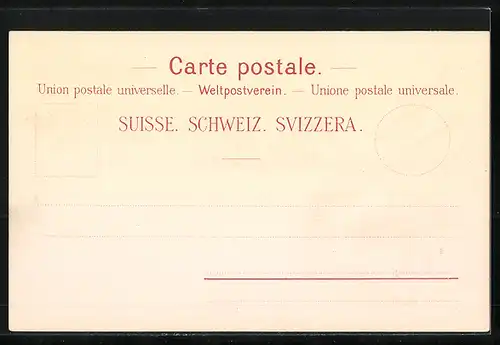 — Carte postale. —
Union postale universelle. — Weltpostverein. — Unione postale universale.
SUISSE. SCHWEIZ. SVIZZERA.